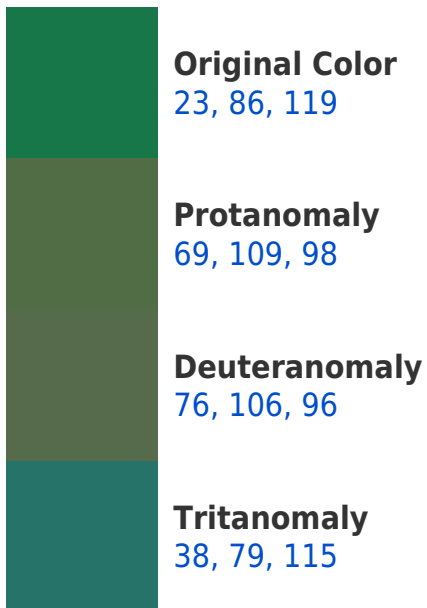 Original Color
23, 86, 119
Protanomaly
69, 109, 98
Deuteranomaly
76, 106, 96
Tritanomaly
38, 79, 115